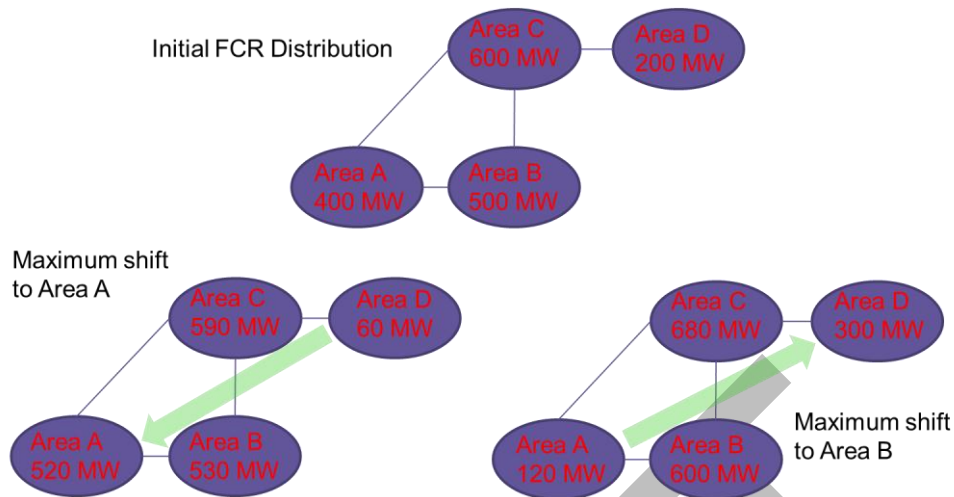 Initial FCR Distribution
Area C
600 MW
Area D
200 MW
Area A
400 MW
Area B
500 MW
Maximum shift
to Area A
Area C
590 MW
Area D
60 MW
Area A
520 MW
Area B
530 MW
Area C
680 MW
Area D
300 MW
Area A
120 MW
Area B
600 MW
Maximum shift
to Area B